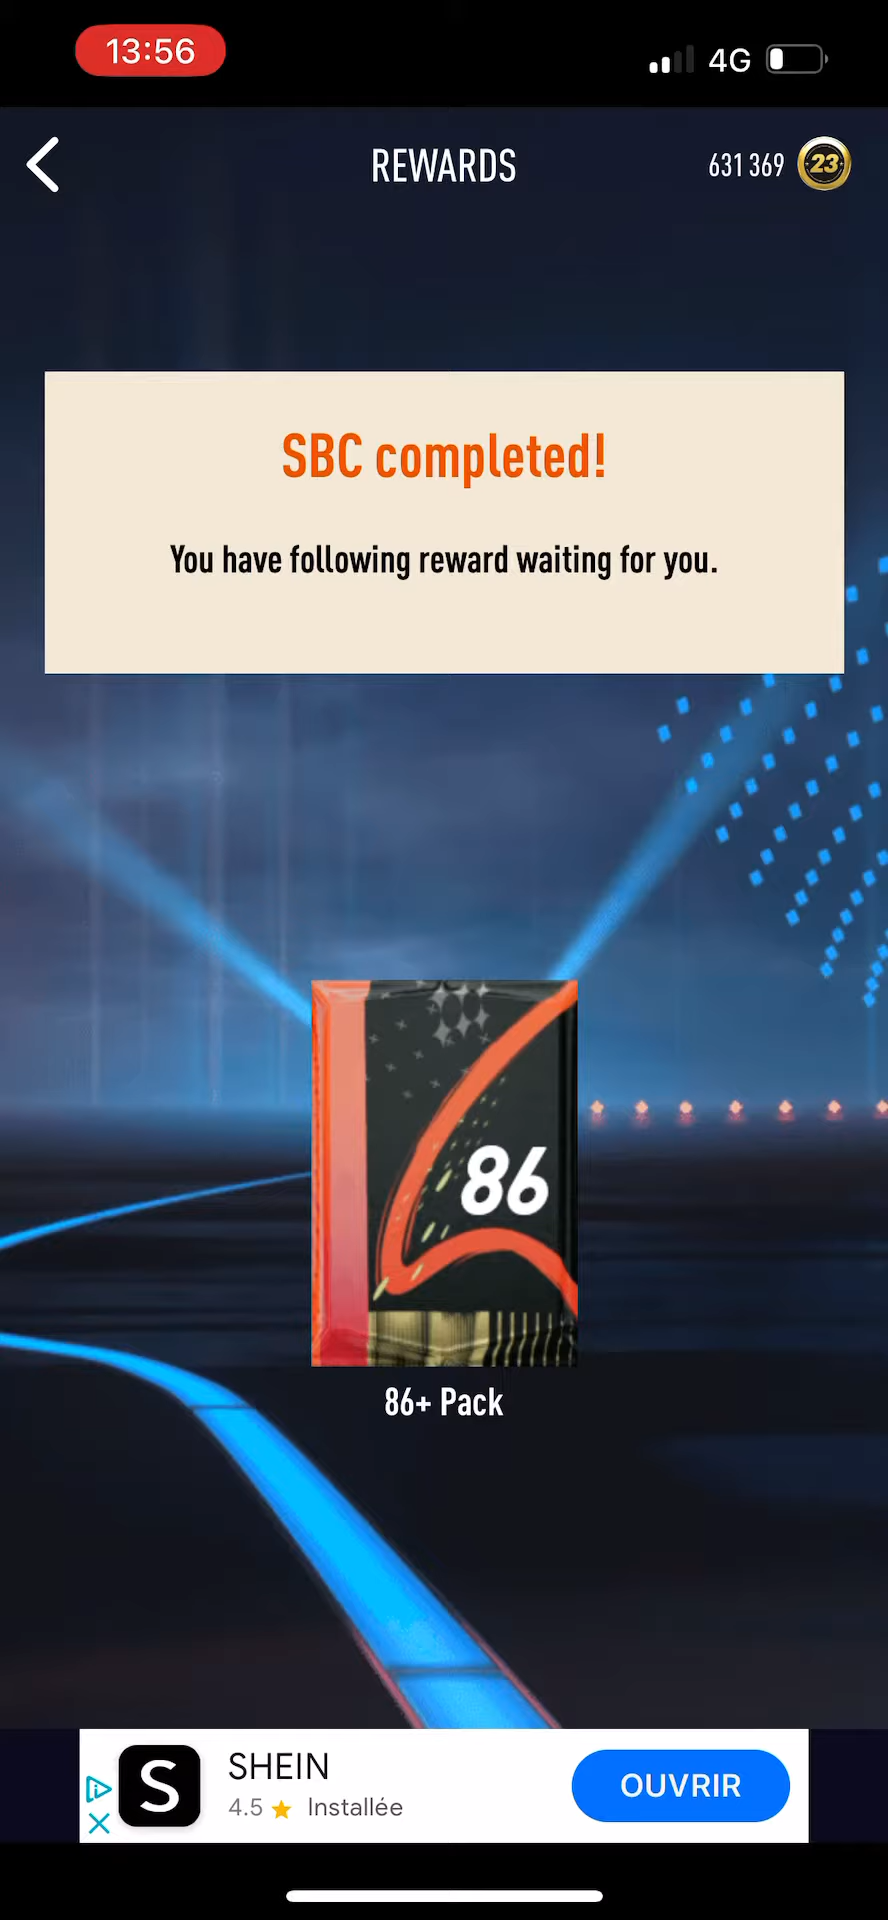 13:56
4G
REWARDS
631 369
23
SBC completed!
You have following reward waiting for you.
86
86+ Pack
S
SHEIN
4.5 ★ Installée
OUVRIR